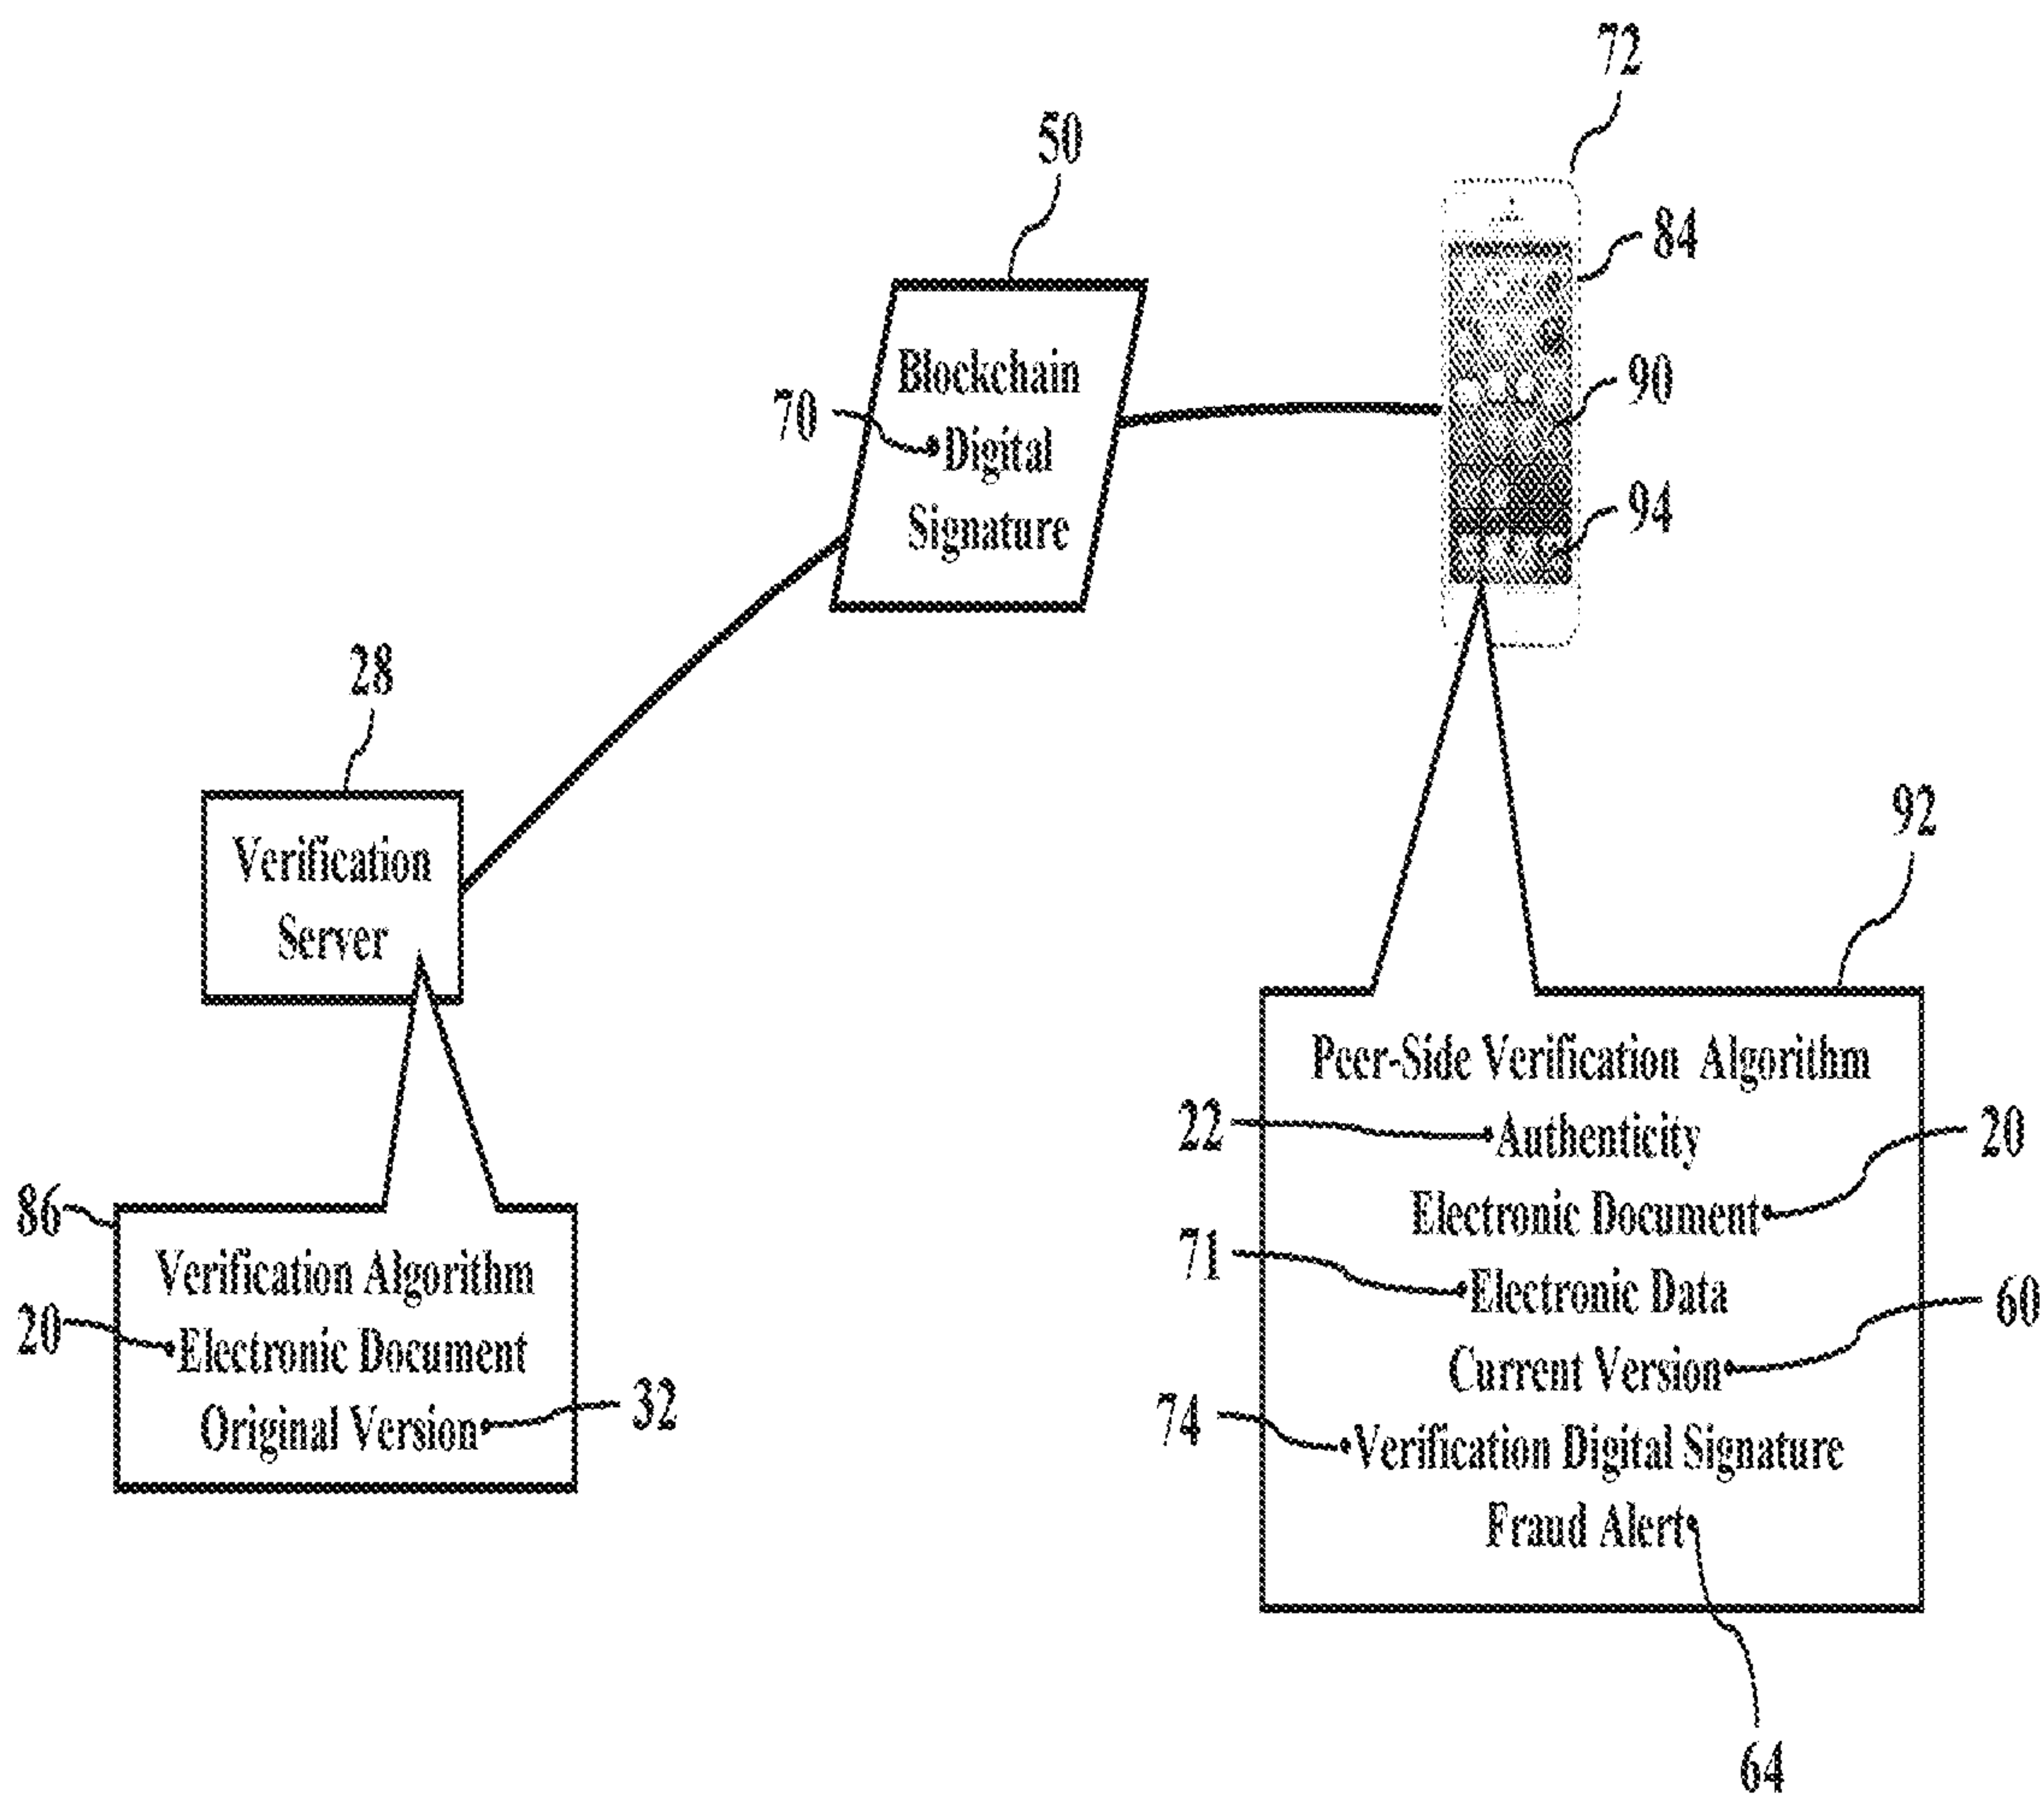 72
50
84
Blockchain
90
70
Digital
94
Signature
28
92
Verification
Server
Peer-Side Verification Algorithm
22
Authenticity
20
Electronic Document
86
71
Electronic Data
Verification Algorithm
60
20
Electronic Document
Current Version
32
74
Original Version
Verification Digital Signature
Fraud Alert
64